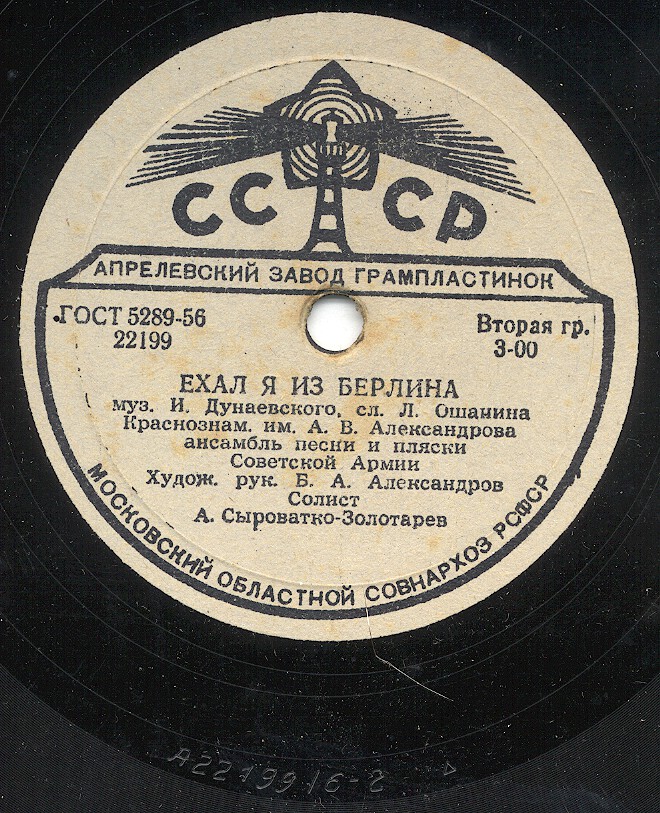 СССР
АПРЕЛЕВСКИЙ ЗАВОД ГРАМПЛАСТИНОК
.ГОСТ 5289-56
22199
Вторая гр.
3-00
ЕХАЛ Я ИЗ БЕРЛИНА
муз. И. Дунаевского, сл. Л. Ошанина
Краснознам. им. А. В. Александрова
ансамбль песни и пляски
Советской Армии
Худож. рук. Б. А. Александров
Солист
А. Сыроватко-Золотарев
МОСКОВСКИЙ ОБЛАСТНОЙ СОВНАРХОЗ РСФСР
А22199 16-2